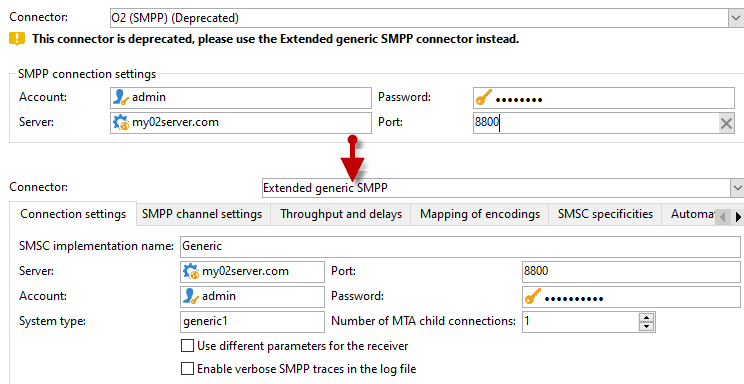 Connector: O2 (SMPP) (Deprecated)
This connector is deprecated, please use the Extended generic SMPP connector instead.
SMPP connection settings
Account: admin Password: ••••••••
Server: my02server.com Port: 8800
Connector: Extended generic SMPP
Connection settings SMPP channel settings Throughput and delays Mapping of encodings SMSC specificities Automa
SMSC implementation name: Generic
Server: my02server.com Port: 8800
Account: admin Password: ••••••••••
System type: generic1 Number of MTA child connections: 1
Use different parameters for the receiver
Enable verbose SMPP traces in the log file